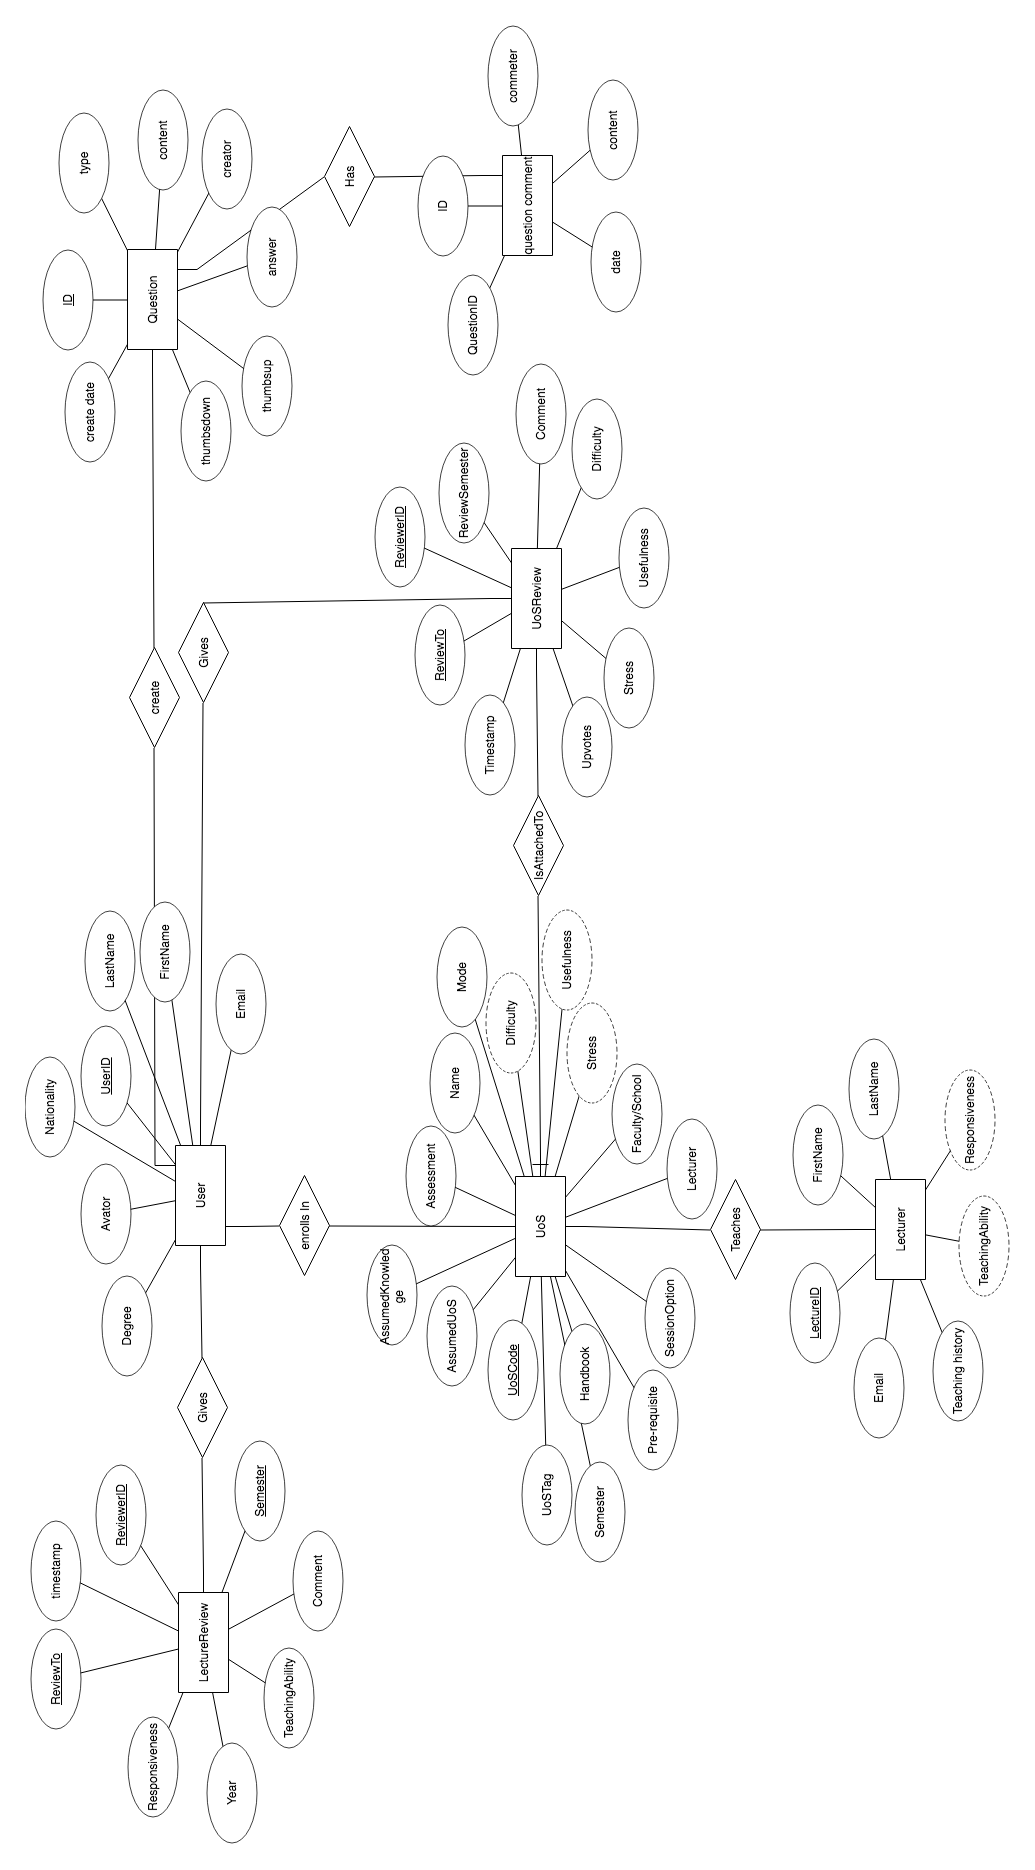 commeter
type
content
creator
content
Has
ID
question comment
answer
ID
Question
date
QuestionID
create date
thumbsup
thumbsdown
Comment
Difficulty
ReviewSemester
ReviewerID
Usefulness
UoSReview
ReviewTo
Gives
Stress
create
Timestamp
Upvotes
IsAttachedTo
LastName
FirstName
Usefulness
Mode
Email
Difficulty
Stress
UserID
Name
Nationality
Faculty/School
LastName
Responsiveness
FirstName
Assessment
Lecturer
User
Avator
enrolls In
UoS
Teaches
Lecturer
TeachingAbility
AssumedKnowled
ge
LectureID
SessionOption
Degree
AssumedUoS
UoSCode
Handbook
Teaching history
Email
Gives
Pre-requisite
Semester
UoSTag
Semester
ReviewerID
timestamp
Comment
LectureReview
ReviewTo
TeachingAbility
Responsiveness
Year